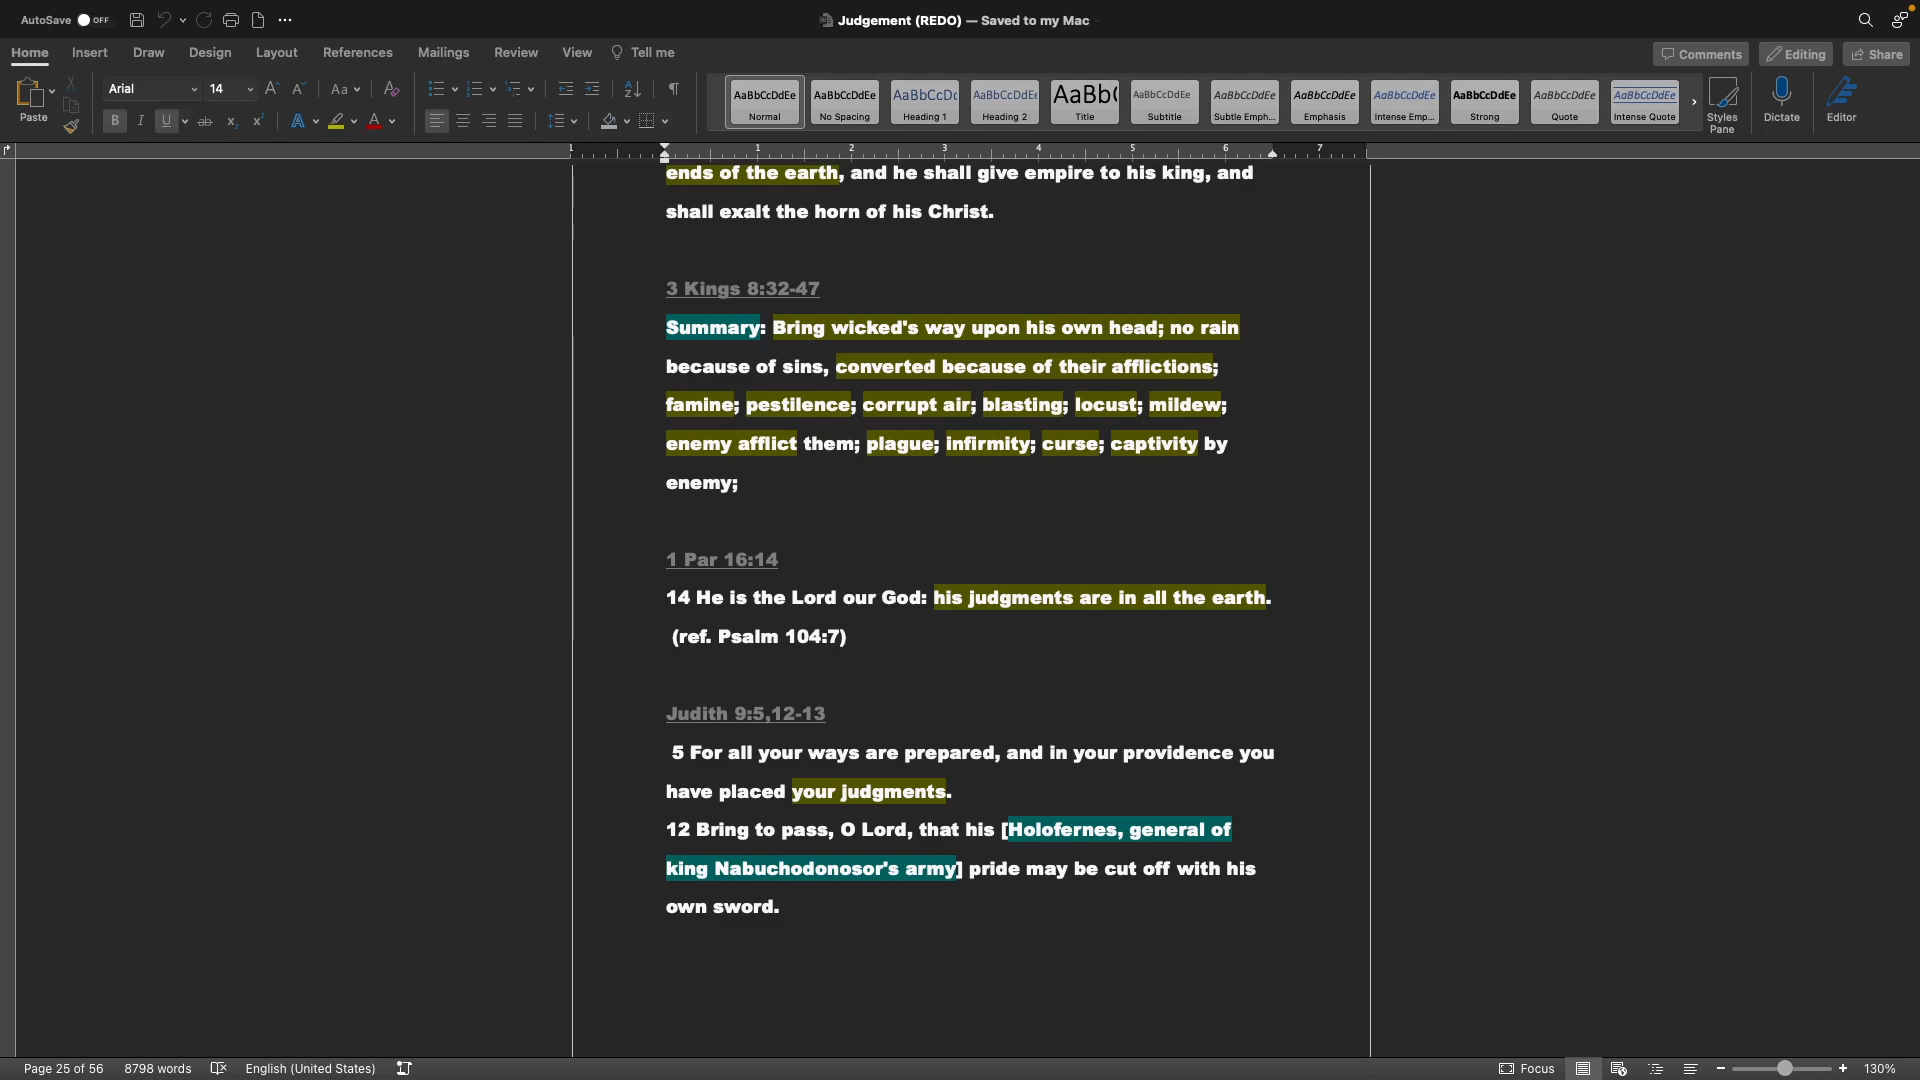 AutoSave OFF
Judgement (REDO) — Saved to my Mac
Home Insert Draw Design Layout References Mailings Review View Tell me
Comments Editing Share
Paste
Arial 14
Aa
AaBbCcDdEe Normal
AaBbCcDdEe No Spacing
AaBbCcDc Heading 1
AaBbCcDdEe Heading 2
AaBb( Title
AaBbCcDdEe Subtitle
AaBbCcDdEe Subtle Emph...
AaBbCcDdEe Emphasis
AaBbCcDdEe Intense Emp...
AaBbCcDdEe Strong
AaBbCcDdEe Quote
AaBbCcDdEe Intense Quote
Styles Pane
Dictate
Editor
1 1 2 3 4 5 6 7
ends of the earth, and he shall give empire to his king, and
shall exalt the horn of his Christ.
3 Kings 8:32-47
Summary: Bring wicked's way upon his own head; no rain
because of sins, converted because of their afflictions;
famine; pestilence; corrupt air; blasting; locust; mildew;
enemy afflict them; plague; infirmity; curse; captivity by
enemy;
1 Par 16:14
14 He is the Lord our God: his judgments are in all the earth.
(ref. Psalm 104:7)
Judith 9:5,12-13
5 For all your ways are prepared, and in your providence you
have placed your judgments.
12 Bring to pass, O Lord, that his [Holofernes, general of
king Nabuchodonosor's army] pride may be cut off with his
own sword.
Page 25 of 56 8798 words English (United States) Focus 130%